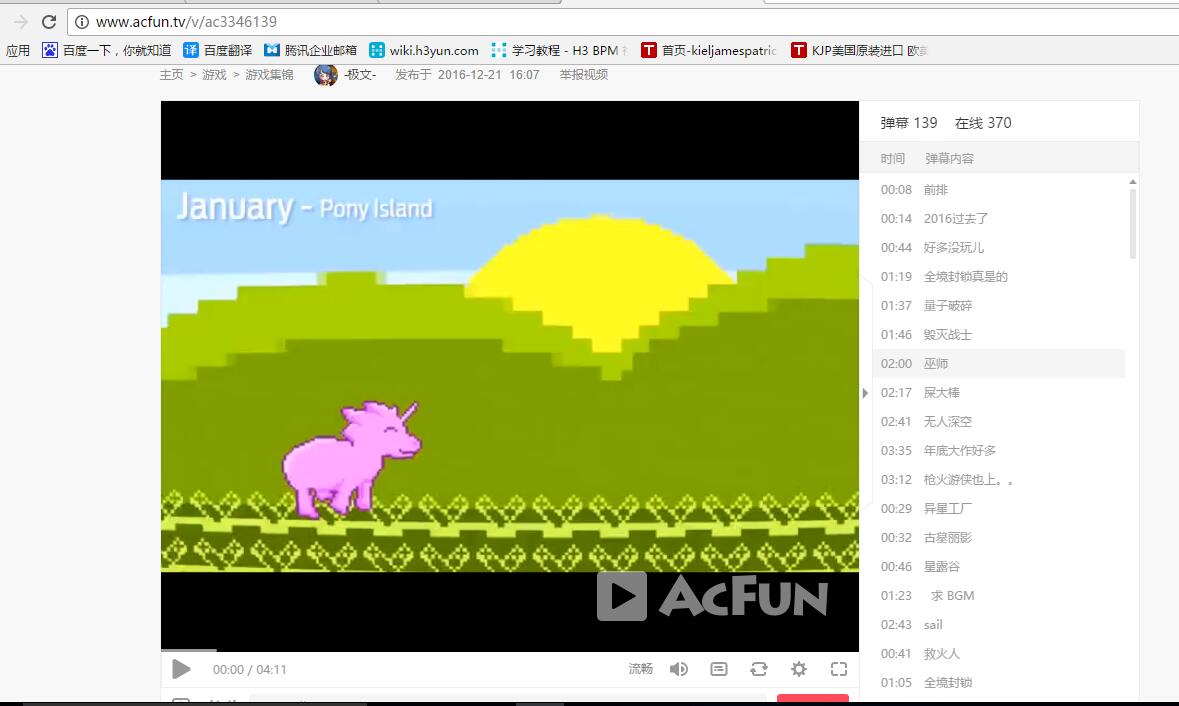 www.acfun.tv/v/ac3346139
应用 百度一下，你就知道 译 百度翻译 腾讯企业邮箱 wiki.h3yun.com 学习教程 - H3 BPM T 首页-kieljamespatric T KJP美国原装进口
主页 > 游戏 > 游戏集锦 -极文- 发布于 2016-12-21 16:07 举报视频
January - Pony Island
ACFUN
00:00 / 04:11 流畅
弹幕 139 在线 370
时间 弹幕内容
00:08 前排
00:14 2016过去了
00:44 好多没玩儿
01:19 全境封锁真是的
01:37 量子破碎
01:46 毁灭战士
02:00 巫师
02:17 屎大棒
02:41 无人深空
03:35 年底大作好多
03:12 枪火游侠也上。。
00:29 异星工厂
00:32 古墓丽影
00:46 星露谷
01:23 求 BGM
02:43 sail
00:41 救火人
01:05 全境封锁